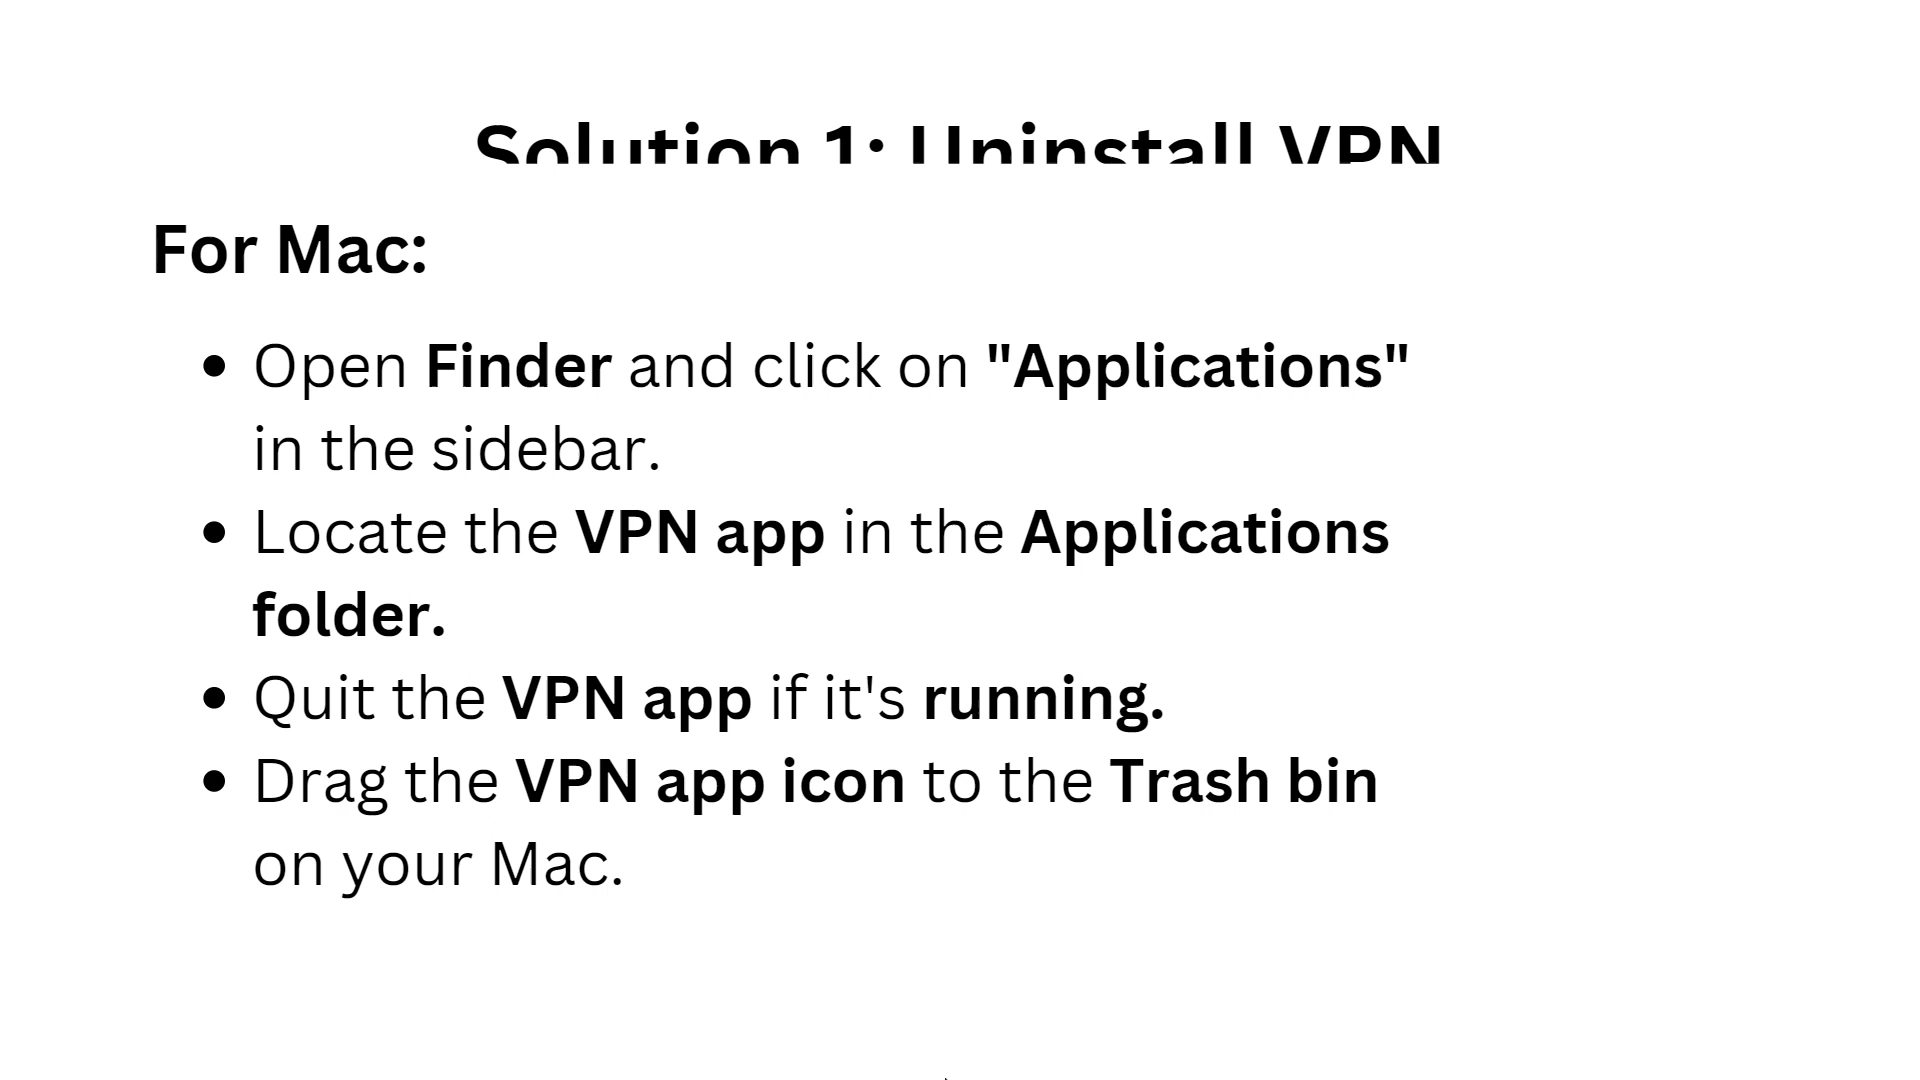 Solution 1: Uninstall VPN
For Mac:
• Open Finder and click on "Applications"
in the sidebar.
• Locate the VPN app in the Applications
folder.
• Quit the VPN app if it's running.
• Drag the VPN app icon to the Trash bin
on your Mac.